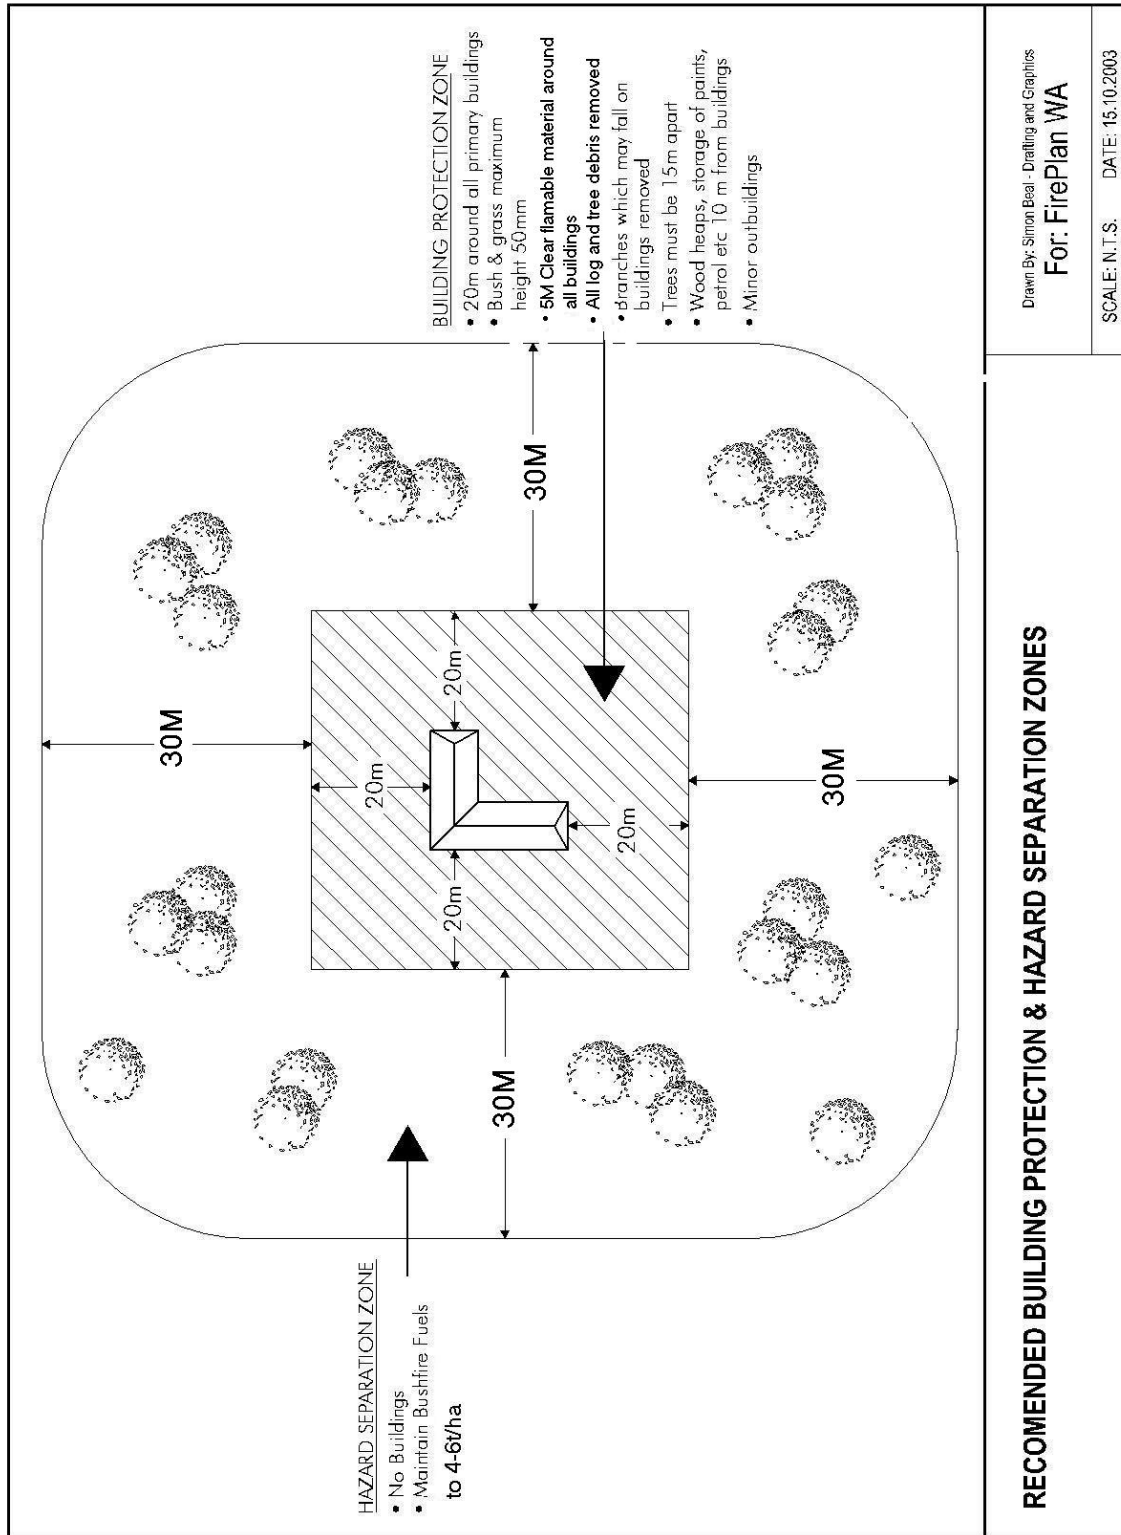 HAZARD SEPARATION ZONE
• No Buildings
• Maintain Bushfire Fuels
to 4-6t/ha
30M
30M
20m
20m
20m
20m
30M
30M
BUILDING PROTECTION ZONE
• 20m around all primary buildings
• Bush & grass maximum
height 50mm
• 5M Clear flamable material around
all buildings
• All log and tree debris removed
• Branches which may fall on
buildings removed
• Trees must be 15m apart
• Wood heaps, storage of paints,
petrol etc 10 m from buildings
• Minor outbuildings
RECOMENDED BUILDING PROTECTION & HAZARD SEPARATION ZONES
Drawn By: Simon Beal - Drafting and Graphics
For: FirePlan WA
SCALE: N.T.S. DATE: 15.10.2003